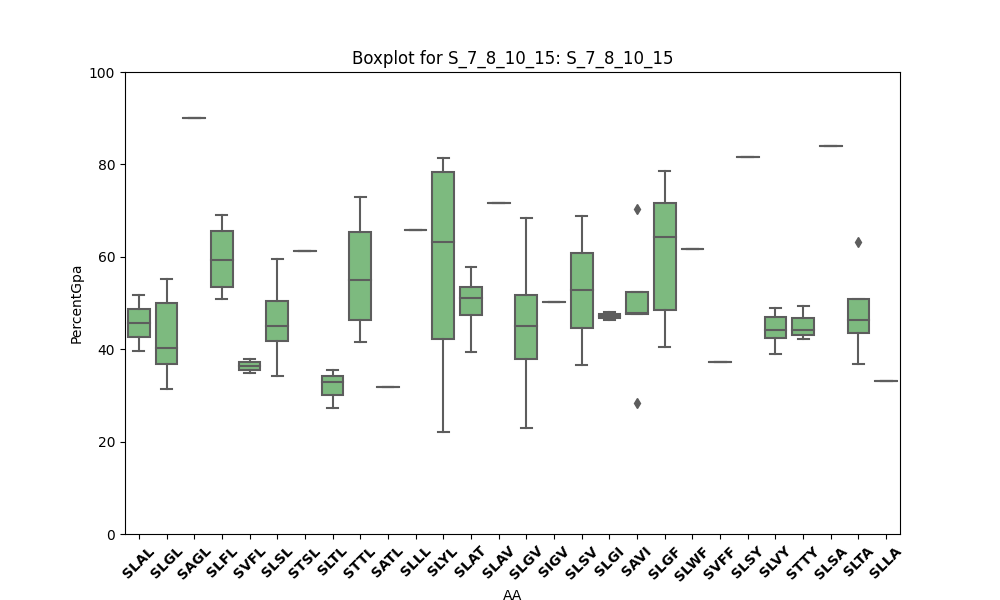 Boxplot for S_7_8_10_15: S_7_8_10_15
100
80
60
40
20
0
PercentGpa
SLAL SLGL SAGL SLFL SVFL SLSL STSL SLTL STTL SATL SLLL SLYL SLAT SLAV SLGV SIGV SLSV SLGI SAVI SLGF SLWF SVFF SLSY SLVY STTY SLSA SLTA SLLA
AA